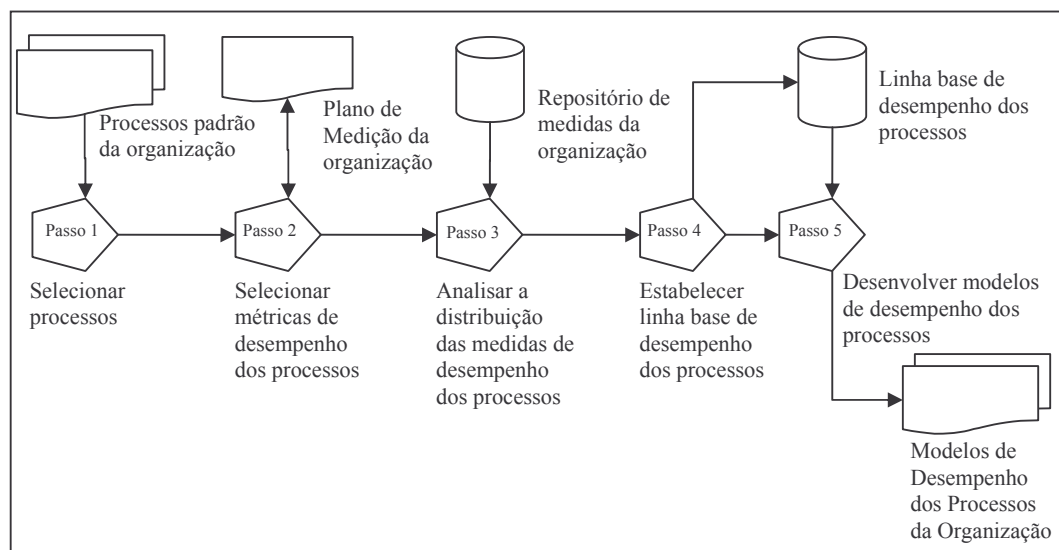 Processos padrão
da organização
Plano de
Medição da
organização
Repositório de
medidas da
organização
Linha base de
desempenho dos
processos
Passo 1
Passo 2
Passo 3
Passo 4
Passo 5
Selecionar
processos
Selecionar
métricas de
desempenho
dos processos
Analisar a
distribuição
das medidas de
desempenho
dos processos
Estabelecer
linha base de
desempenho
dos processos
Desenvolver modelos
de desempenho dos
processos
Modelos de
Desempenho
dos Processos
da Organização